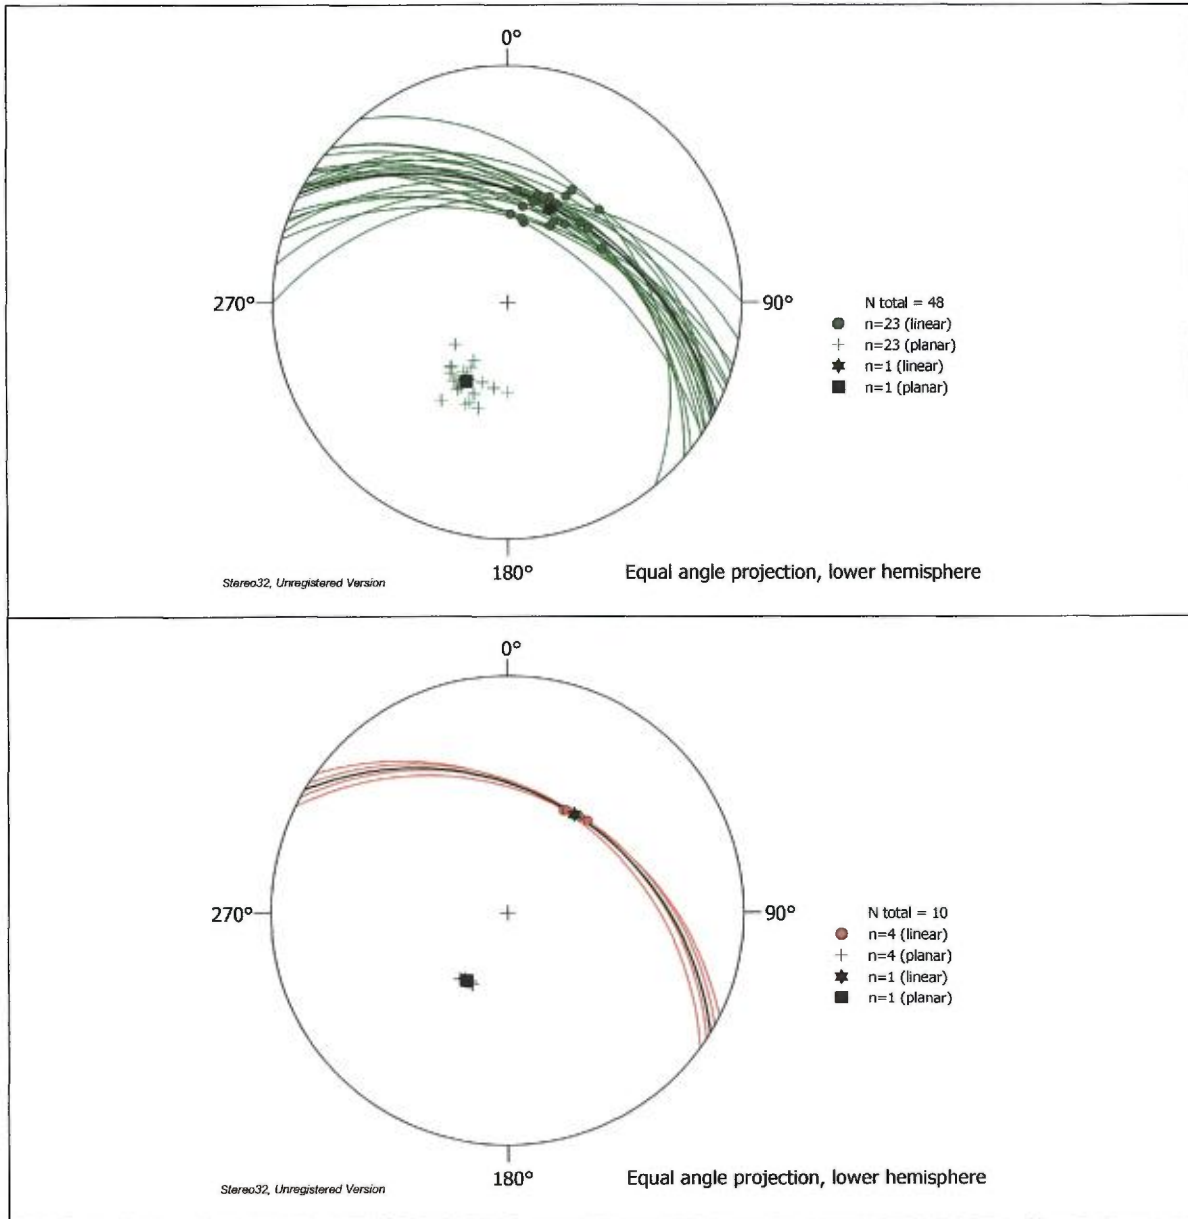 0°
270°
90°
N total = 48
n=23 (linear)
n=23 (planar)
n=1 (linear)
n=1 (planar)
180°
Equal angle projection, lower hemisphere
Stereo32, Unregistered Version
0°
270°
90°
N total = 10
n=4 (linear)
n=4 (planar)
n=1 (linear)
n=1 (planar)
180°
Equal angle projection, lower hemisphere
Stereo32, Unregistered Version